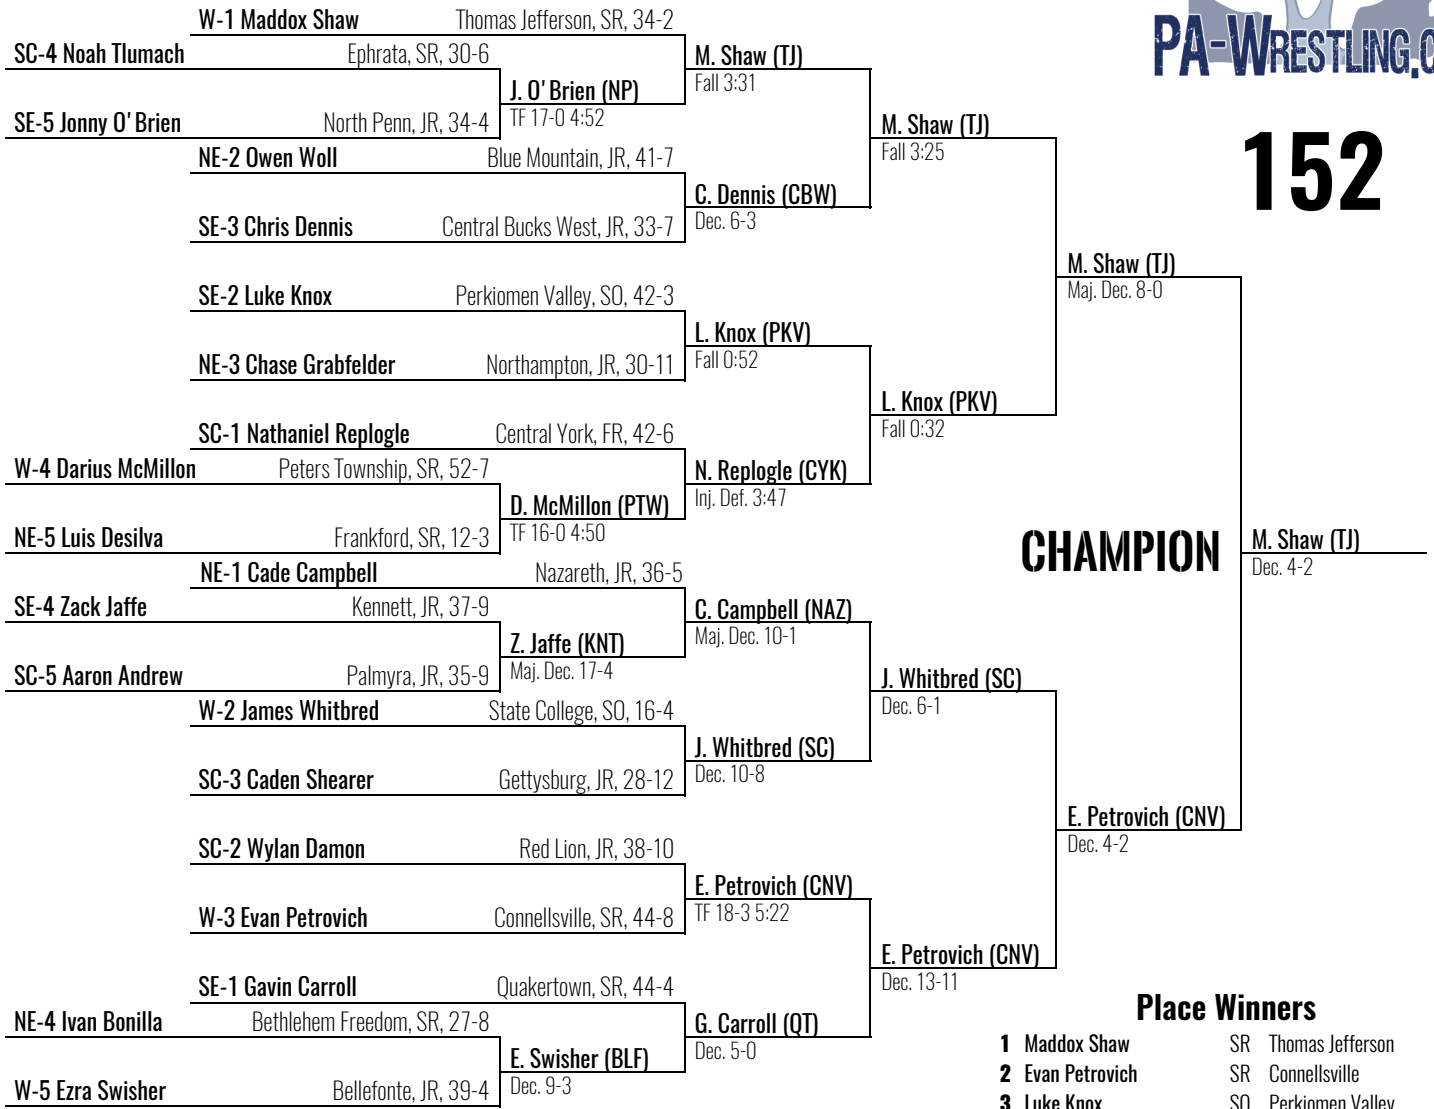 W-1 Maddox Shaw Thomas Jefferson, SR, 34-2
SC-4 Noah Tlumach Ephrata, SR, 30-6
J. O'Brien (NP)
TF 17-0 4:52
SE-5 Jonny O'Brien North Penn, JR, 34-4
M. Shaw (TJ)
Fall 3:31
NE-2 Owen Woll Blue Mountain, JR, 41-7
C. Dennis (CBW)
Dec. 6-3
SE-3 Chris Dennis Central Bucks West, JR, 33-7
M. Shaw (TJ)
Fall 3:25
SE-2 Luke Knox Perkiomen Valley, SO, 42-3
L. Knox (PKV)
Fall 0:52
NE-3 Chase Grabfelder Northampton, JR, 30-11
L. Knox (PKV)
Fall 0:32
SC-1 Nathaniel Replogle Central York, FR, 42-6
W-4 Darius McMillon Peters Township, SR, 52-7
N. Replogle (CYK)
Inj. Def. 3:47
D. McMillon (PTW)
TF 16-0 4:50
NE-5 Luis Desilva Frankford, SR, 12-3
M. Shaw (TJ)
Maj. Dec. 8-0
NE-1 Cade Campbell Nazareth, JR, 36-5
SE-4 Zack Jaffe Kennett, JR, 37-9
C. Campbell (NAZ)
Maj. Dec. 10-1
Z. Jaffe (KNT)
Maj. Dec. 17-4
SC-5 Aaron Andrew Palmyra, JR, 35-9
J. Whitbred (SC)
Dec. 6-1
W-2 James Whitbred State College, SO, 16-4
J. Whitbred (SC)
Dec. 10-8
SC-3 Caden Shearer Gettysburg, JR, 28-12
SC-2 Wylan Damon Red Lion, JR, 38-10
E. Petrovich (CNV)
TF 18-3 5:22
W-3 Evan Petrovich Connellsville, SR, 44-8
E. Petrovich (CNV)
Dec. 4-2
E. Petrovich (CNV)
Dec. 13-11
SE-1 Gavin Carroll Quakertown, SR, 44-4
NE-4 Ivan Bonilla Bethlehem Freedom, SR, 27-8
G. Carroll (QT)
Dec. 5-0
E. Swisher (BLF)
Dec. 9-3
W-5 Ezra Swisher Bellefonte, JR, 39-4
PA-WRESTLING.C
152
CHAMPION
M. Shaw (TJ)
Dec. 4-2
Place Winners
1 Maddox Shaw SR Thomas Jefferson
2 Evan Petrovich SR Connellsville
3 Luke Knox SO Perkiomen Valley